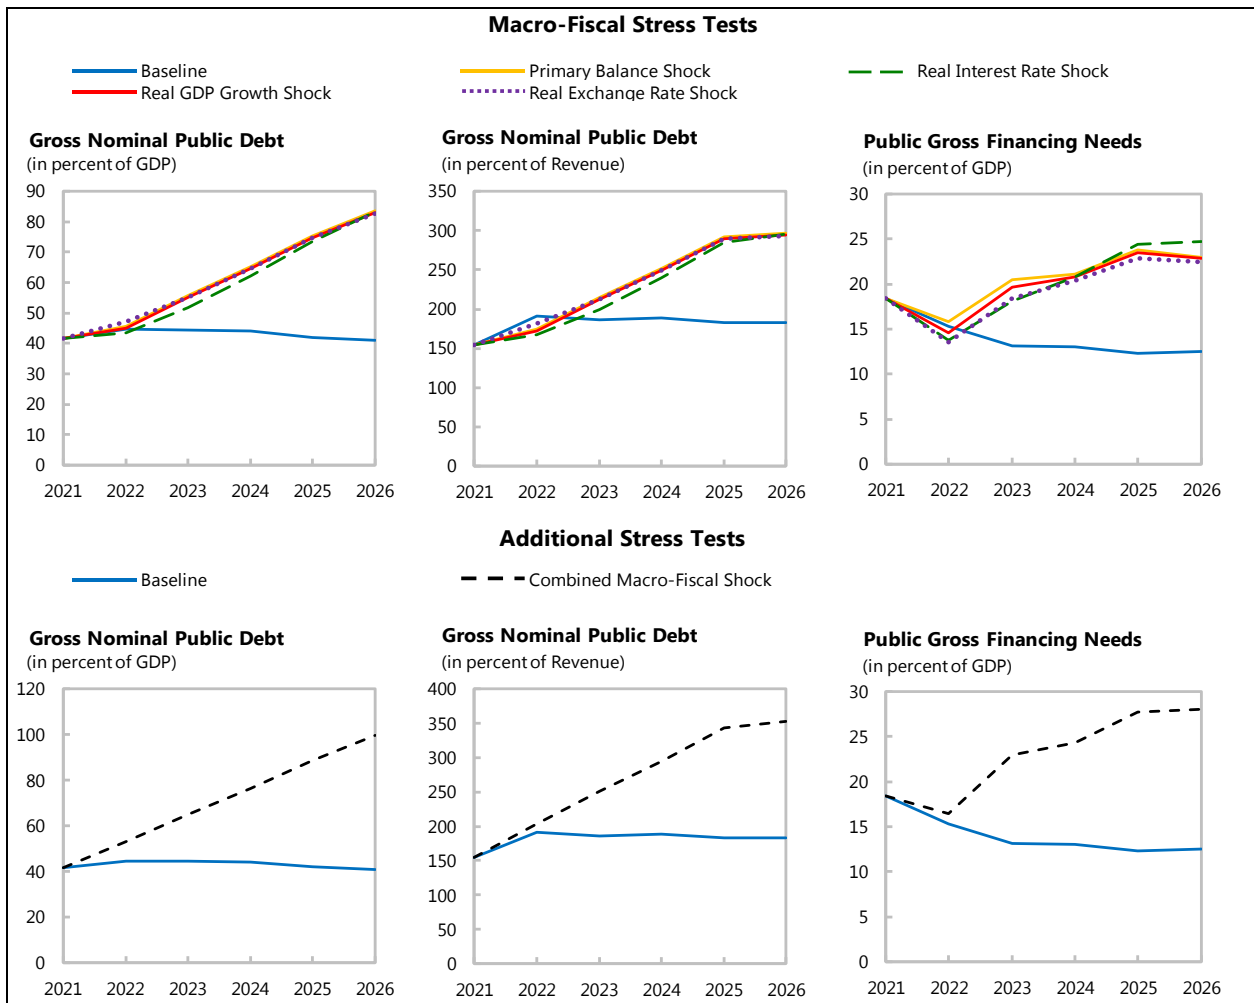 Macro-Fiscal Stress Tests
Baseline
Primary Balance Shock
Real Interest Rate Shock
Real GDP Growth Shock
Real Exchange Rate Shock
Gross Nominal Public Debt
(in percent of GDP)
90
80
70
60
50
40
30
20
10
0
2021 2022 2023 2024 2025 2026
Gross Nominal Public Debt
(in percent of Revenue)
350
300
250
200
150
100
50
0
2021 2022 2023 2024 2025 2026
Public Gross Financing Needs
(in percent of GDP)
30
25
20
15
10
5
0
2021 2022 2023 2024 2025 2026
Additional Stress Tests
Baseline
Combined Macro-Fiscal Shock
Gross Nominal Public Debt
(in percent of GDP)
120
100
80
60
40
20
0
2021 2022 2023 2024 2025 2026
Gross Nominal Public Debt
(in percent of Revenue)
400
350
300
250
200
150
100
50
0
2021 2022 2023 2024 2025 2026
Public Gross Financing Needs
(in percent of GDP)
30
25
20
15
10
5
0
2021 2022 2023 2024 2025 2026